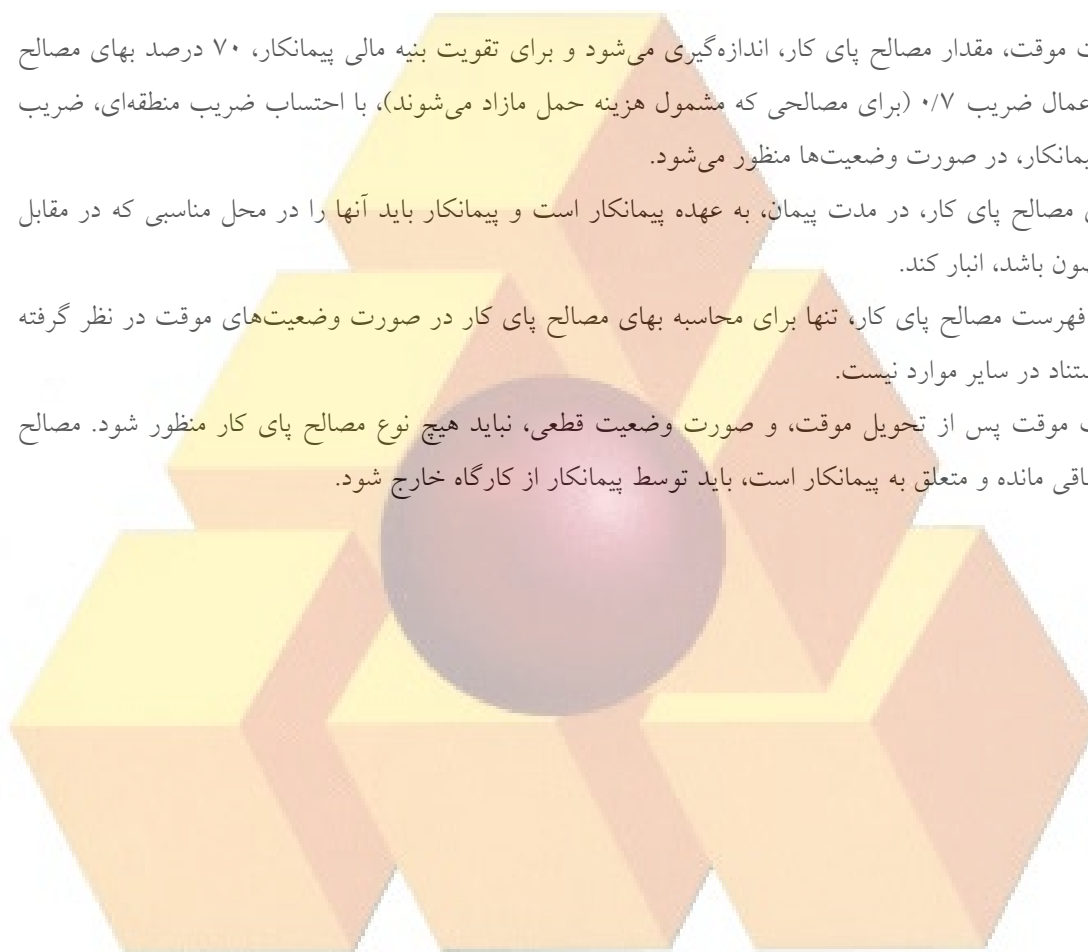 ت موقت، مقدار مصالح پای کار، اندازه‌گیری می‌شود و برای تقویت بنیه مالی پیمانکار، ۷۰ درصد بهای مصالح
عمال ضریب ۰/۷ (برای مصالحی که مشمول هزینه حمل مازاد می‌شوند)، با احتساب ضریب منطقه‌ای، ضریب
یمانکار، در صورت وضعیت‌ها منظور می‌شود.
ی مصالح پای کار، در مدت پیمان، به عهده پیمانکار است و پیمانکار باید آنها را در محل مناسبی که در مقابل
صون باشد، انبار کند.
فهرست مصالح پای کار، تنها برای محاسبه بهای مصالح پای کار در صورت وضعیت‌های موقت در نظر گرفته
ستناد در سایر موارد نیست.
ت موقت پس از تحویل موقت، و صورت وضعیت قطعی، نباید هیچ نوع مصالح پای کار منظور شود. مصالح
باقی مانده و متعلق به پیمانکار است، باید توسط پیمانکار از کارگاه خارج شود.